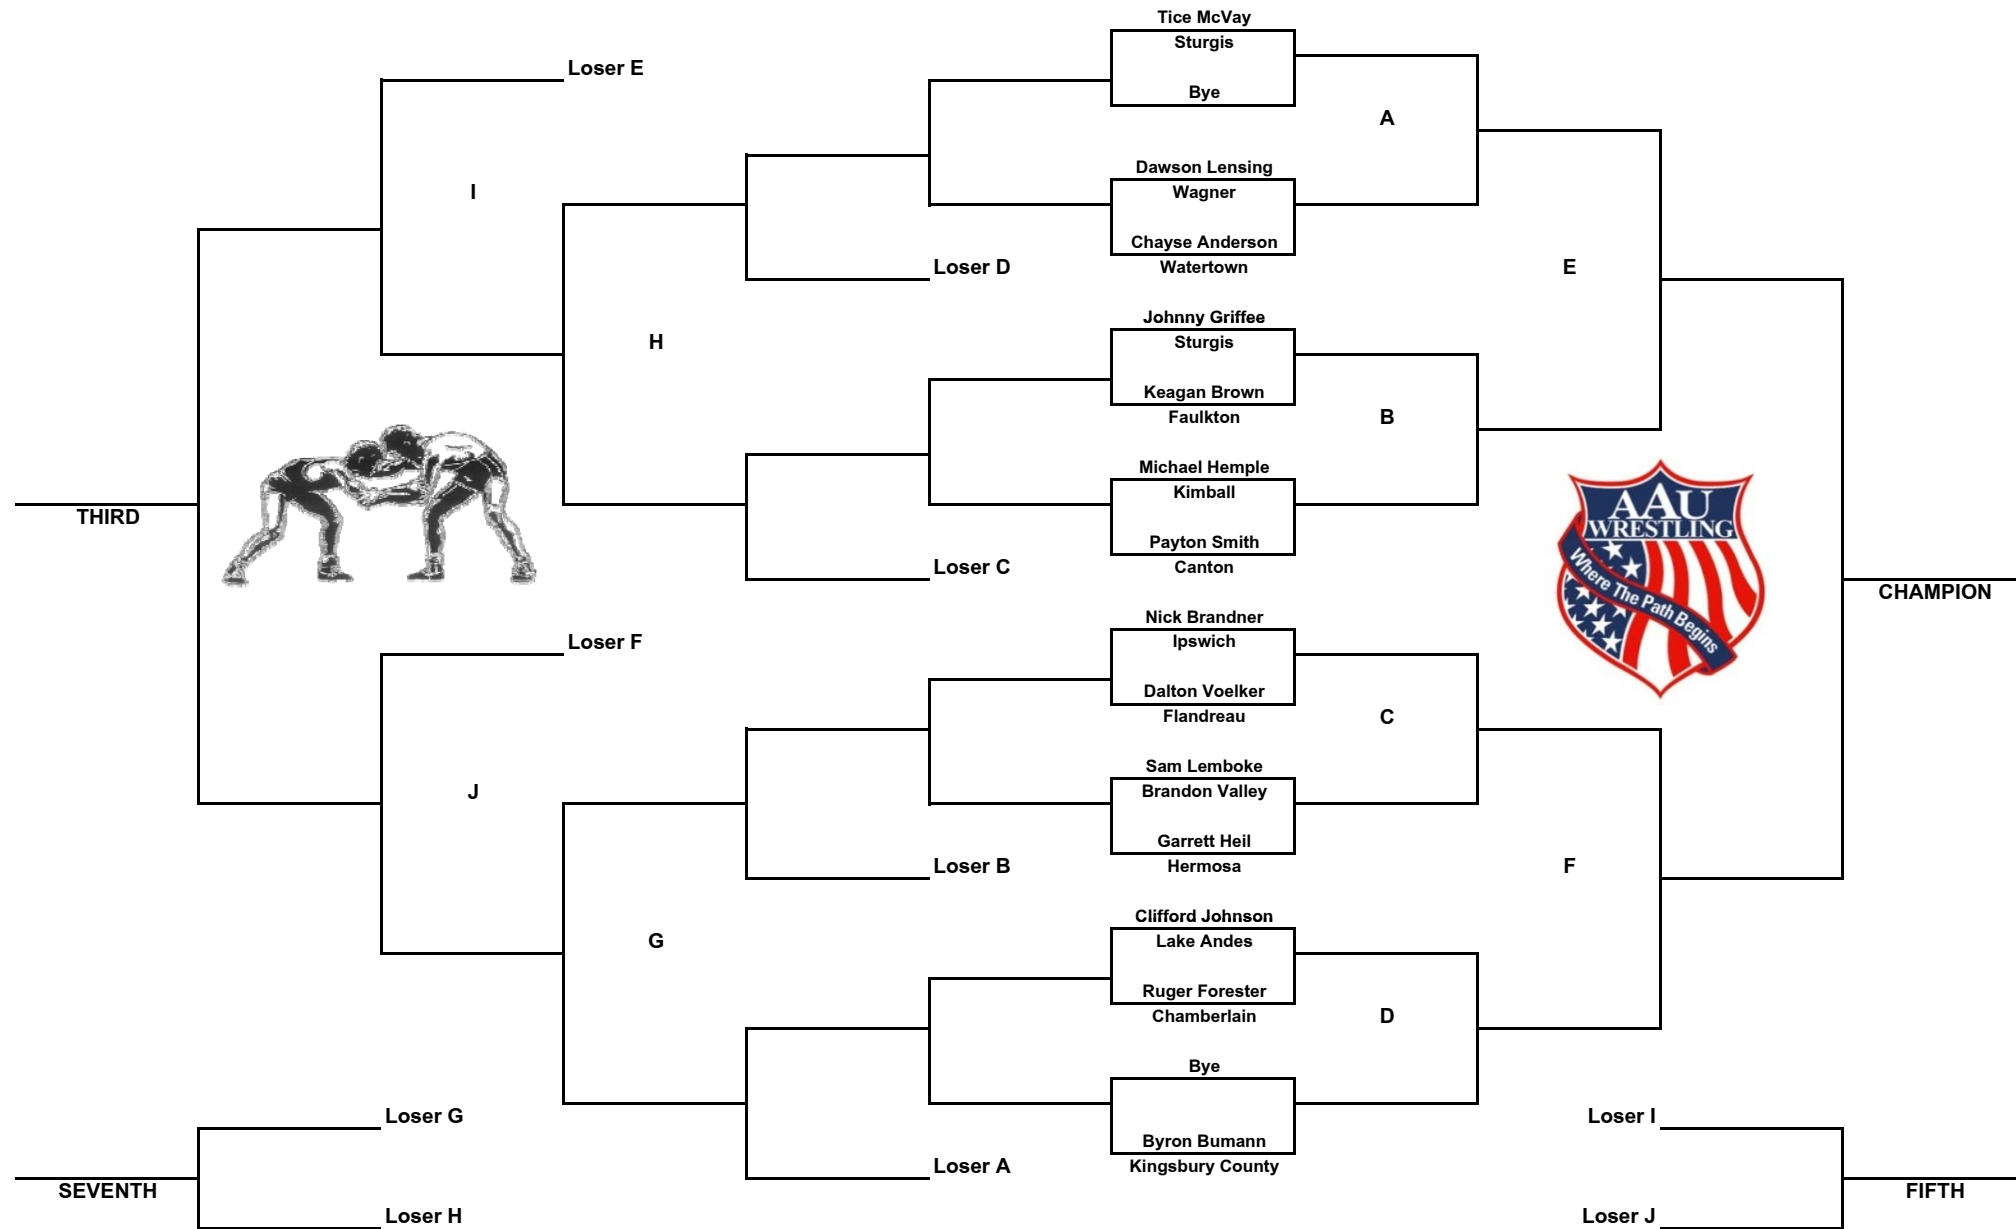 Tice McVay
Sturgis
Loser E
Bye
A
Dawson Lensing
I
Wagner
Chayse Anderson
Loser D
Watertown
E
Johnny Griffee
H
Sturgis
Keagan Brown
B
Faulkton
Michael Hemple
Kimball
AAU
WRESTLING
THIRD
Payton Smith
Loser C
Canton
Where The Path Begins
CHAMPION
Nick Brandner
Loser F
Ipswich
Dalton Voelker
C
Flandreau
Sam Lemboke
J
Brandon Valley
Garrett Heil
Loser B
Hermosa
F
Clifford Johnson
G
Lake Andes
Ruger Forester
D
Chamberlain
Bye
Loser G
Loser I
Byron Bumann
Loser A
Kingsbury County
SEVENTH
FIFTH
Loser H
Loser J